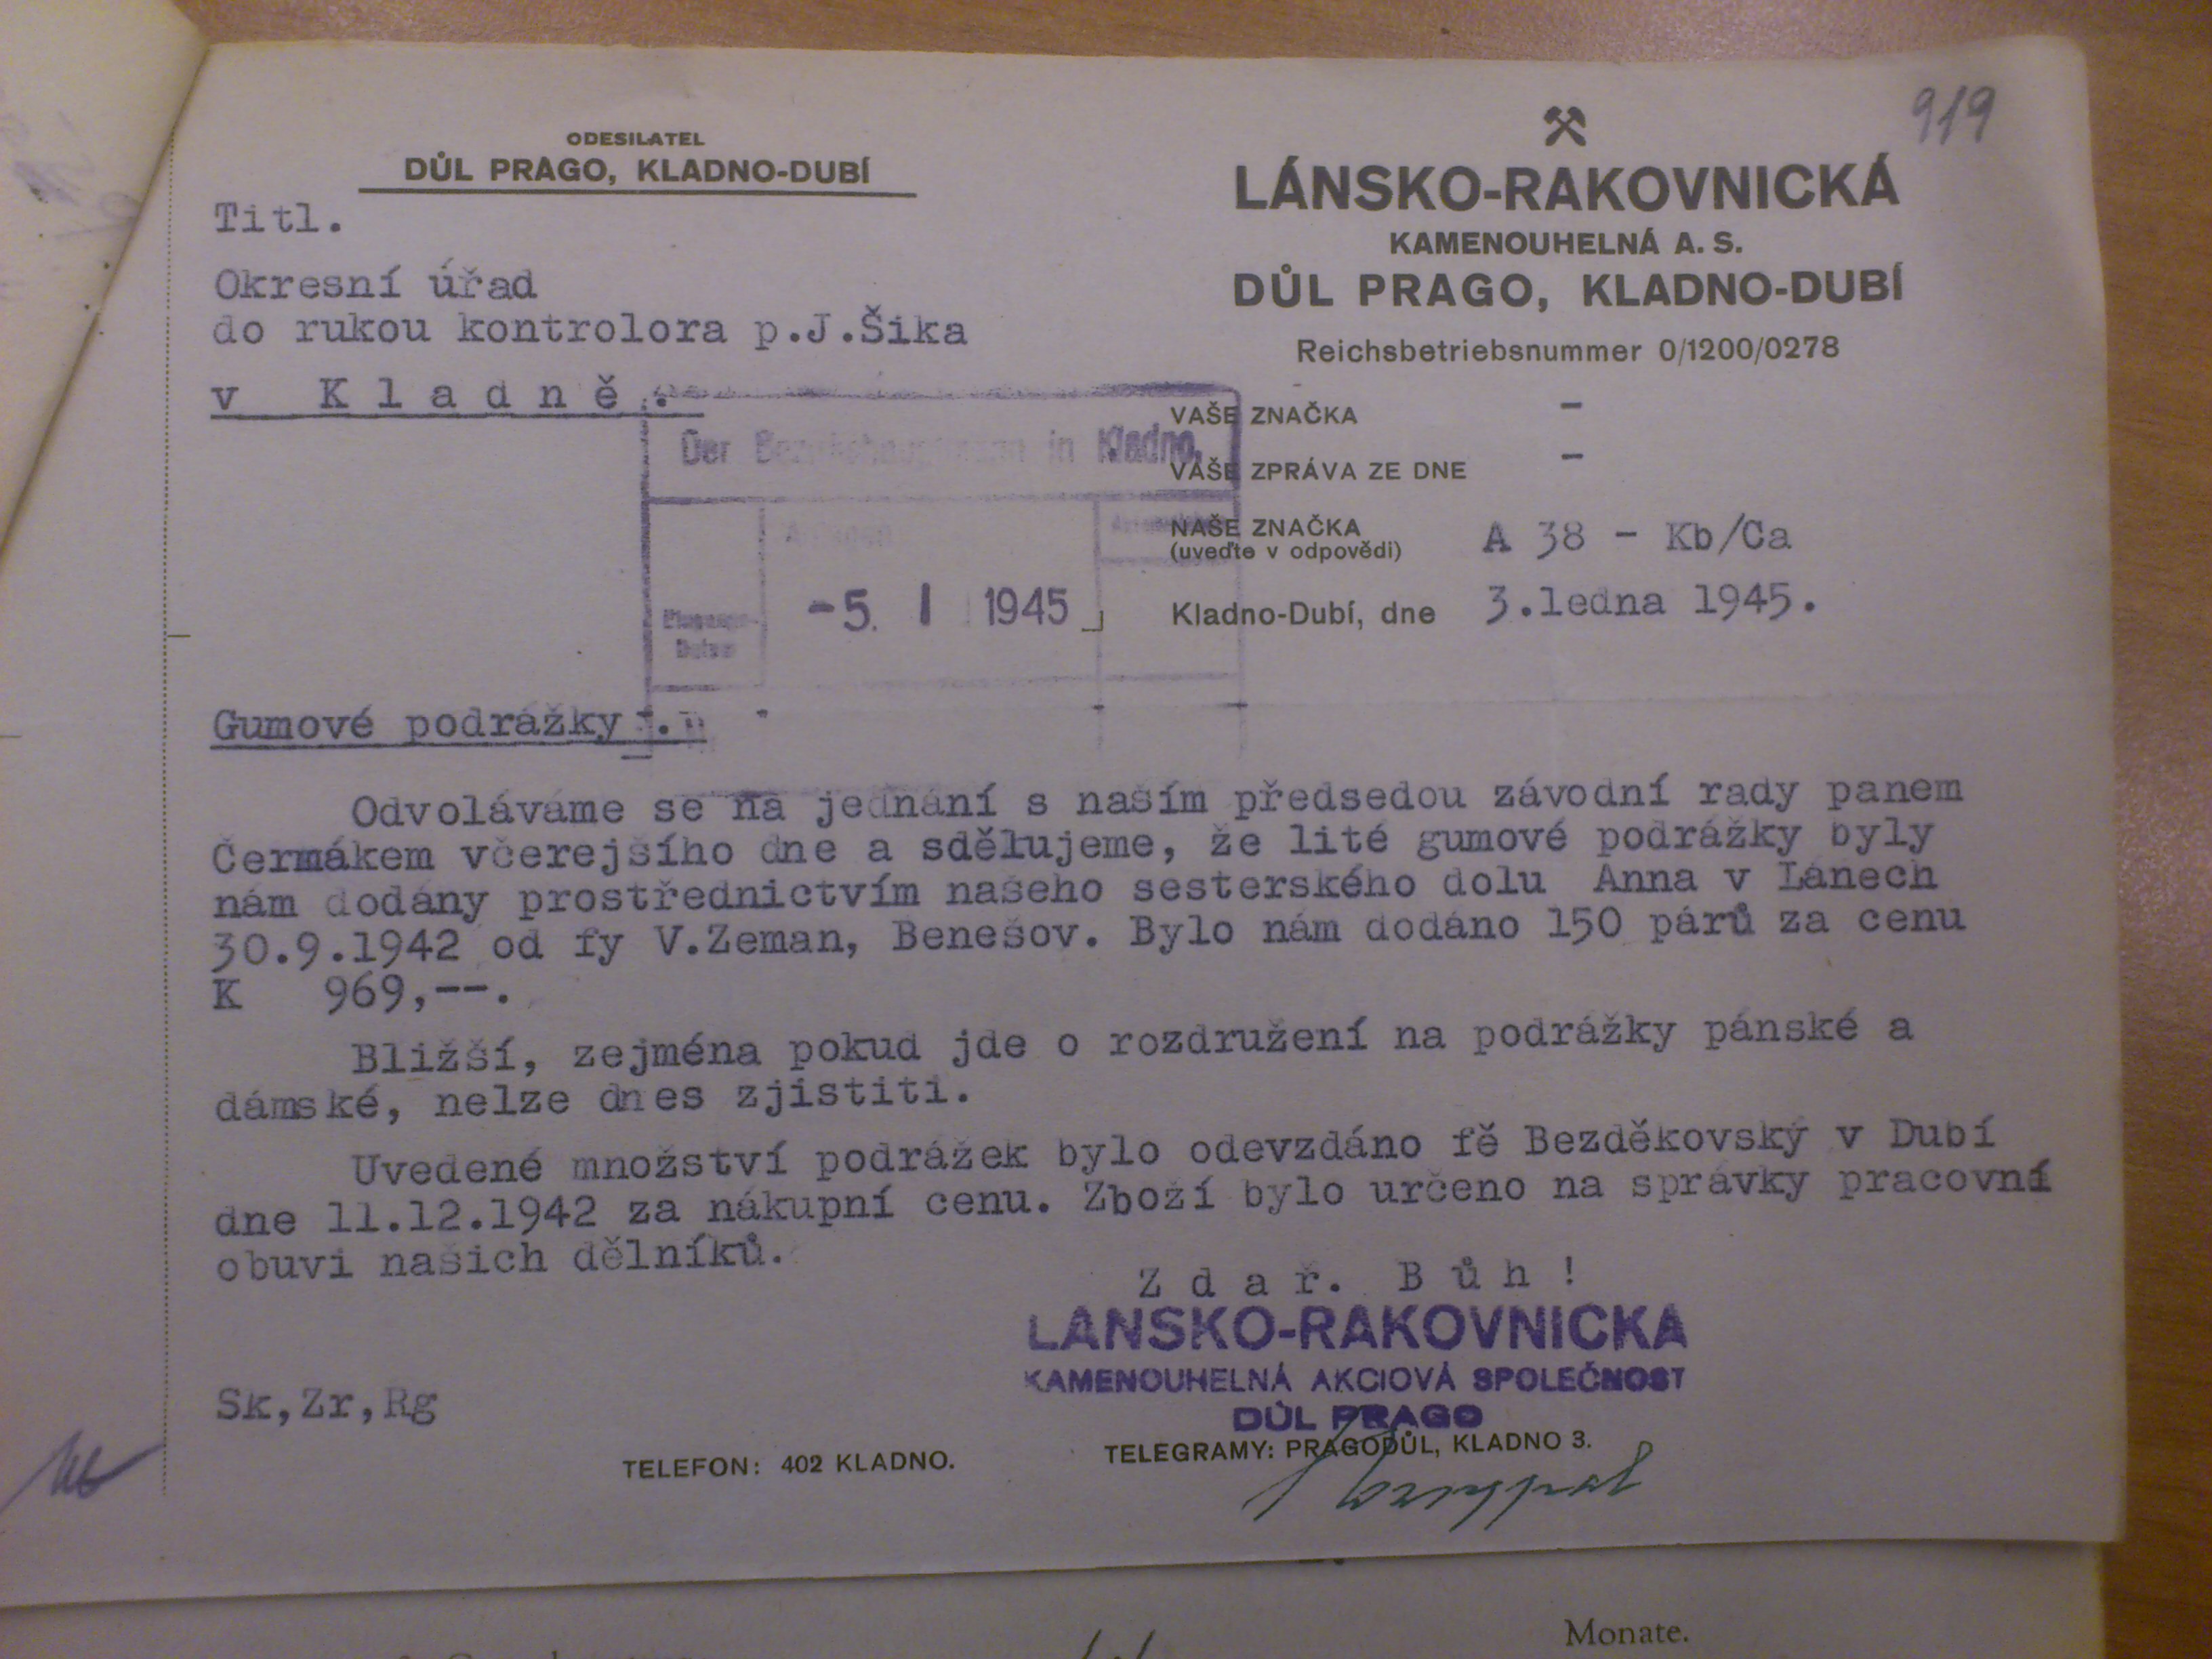 919
ODESILATEL
DŮL PRAGO, KLADNO-DUBÍ
LÁNSKO-RAKOVNICKÁ
KAMENOUHELNÁ A. S.
DŮL PRAGO, KLADNO-DUBÍ
Reichsbetriebsnummer 0/1200/0278
Titl.
Okresní úřad
do rukou kontrolora p.J.Šika
v Kladně.
Der Bezirkshauptmann in Kladno.
-5. I 1945
VAŠE ZNAČKA -
VAŠE ZPRÁVA ZE DNE -
NAŠE ZNAČKA A 38 - Kb/Ca
(uveďte v odpovědi)
Kladno-Dubí, dne 3.ledna 1945.
Gumové podrážky .
Odvoláváme se na jednání s naším předsedou závodní rady panem
Čermákem včerejšího dne a sdělujeme, že lité gumové podrážky byly
nám dodány prostřednictvím našeho sesterského dolu Anna v Lánech
30.9.1942 od fy V.Zeman, Benešov. Bylo nám dodáno 150 párů za cenu
K 969,--.
Bližší, zejména pokud jde o rozdružení na podrážky pánské a
dámské, nelze dnes zjistiti.
Uvedené množství podrážek bylo odevzdáno fě Bezděkovský v Dubí
dne 11.12.1942 za nákupní cenu. Zboží bylo určeno na správky pracovní
obuvi našich dělníků.
Zdař. Bůh!
LÁNSKO-RAKOVNICKÁ
KAMENOUHELNÁ AKCIOVÁ SPOLEČNOST
DŮL PRAGO
Sk,Zr,Rg
TELEFON: 402 KLADNO.
TELEGRAMY: PRAGODŮL, KLADNO 3.
Monate.